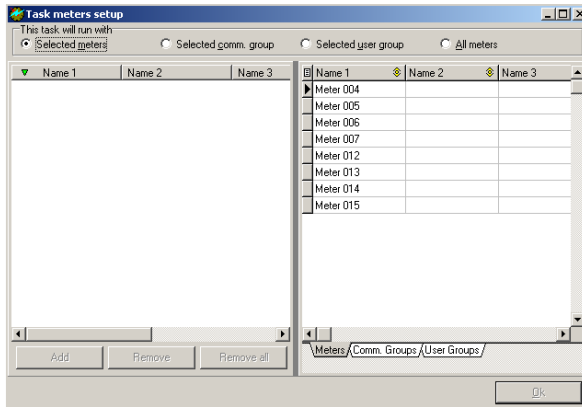 Task meters setup
This task will run with
Selected meters Selected comm. group Selected user group All meters
Name 1 Name 2 Name 3 Name 1 Name 2 Name 3
Meter 004
Meter 005
Meter 006
Meter 007
Meter 012
Meter 013
Meter 014
Meter 015
Add Remove Remove all
Meters Comm. Groups User Groups
Ok